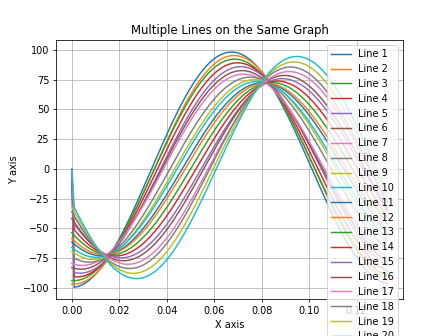 Multiple Lines on the Same Graph
100
75
50
25
0
−25
−50
−75
−100
Y axis
0.00
0.02
0.04
0.06
0.08
0.10
X axis
Line 1
Line 2
Line 3
Line 4
Line 5
Line 6
Line 7
Line 8
Line 9
Line 10
Line 11
Line 12
Line 13
Line 14
Line 15
Line 16
Line 17
Line 18
Line 19
Line 20